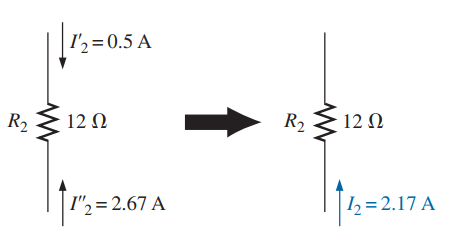 I′₂ = 0.5 A
R₂ 12 Ω
I″₂ = 2.67 A
R₂ 12 Ω
I₂ = 2.17 A